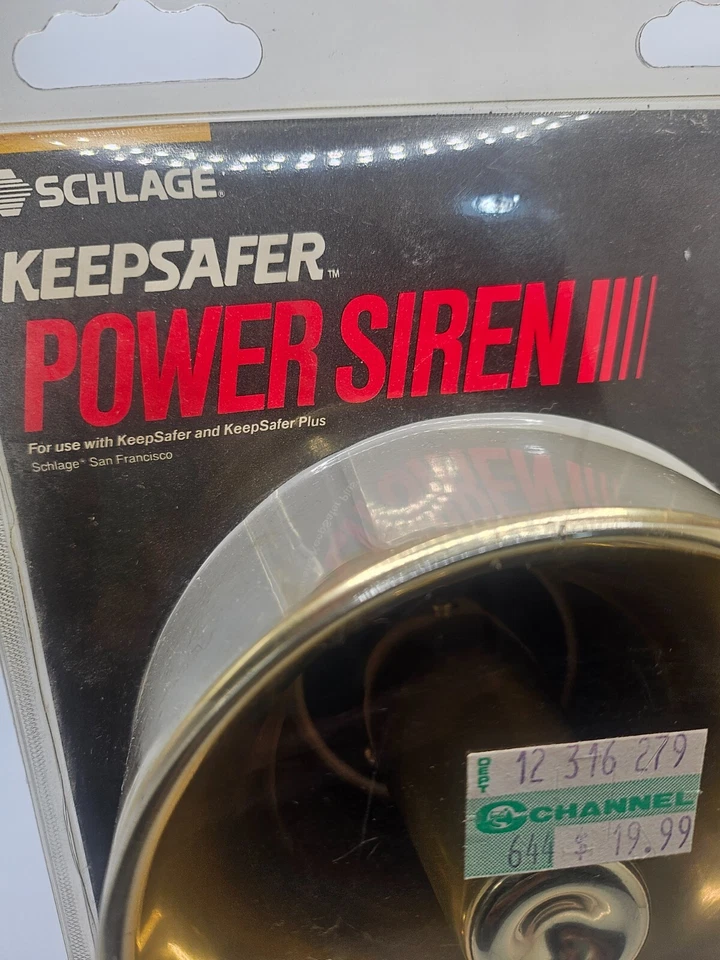 SCHLAGE®
KEEPSAFER™
POWER SIREN
For use with KeepSafer and KeepSafer Plus
Schlage® San Francisco
DEPT 12 316 279
CHANNEL
644 $ 19.99